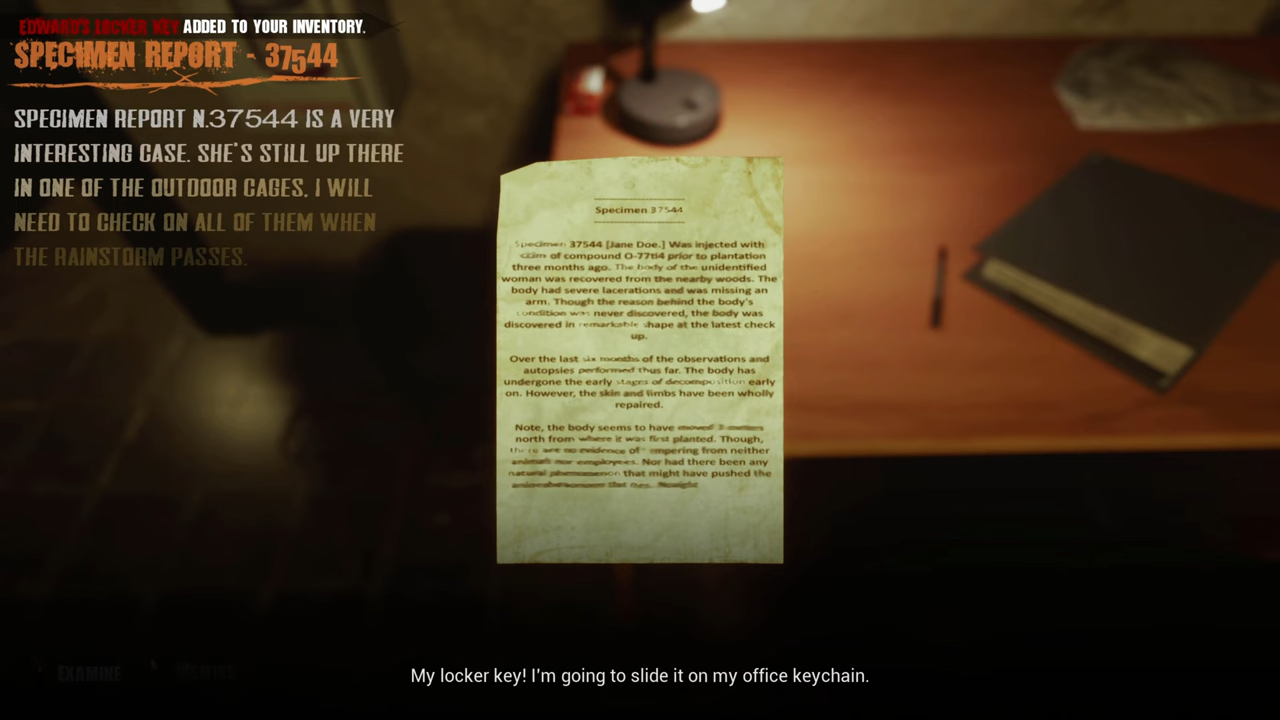 EDWARD'S LOCKER KEY ADDED TO YOUR INVENTORY.
SPECIMEN REPORT - 37544
SPECIMEN REPORT N.37544 IS A VERY
INTERESTING CASE. SHE'S STILL UP THERE
IN ONE OF THE OUTDOOR CAGES, I WILL
NEED TO CHECK ON ALL OF THEM WHEN
THE RAINSTORM PASSES.
Specimen 37544
Specimen 37544 [Jane Doe.] Was injected with
of compound O-77ti4 prior to plantation
three months ago. The body of the unidentified
woman was recovered from the nearby woods. The
body had severe lacerations and was missing an
arm. Though the reason behind the body's
condition was never discovered, the body was
discovered in remarkable shape at the latest check
up.
Over the last six months of the observations and
autopsies performed thus far. The body has
undergone the early stages of decomposition early
on. However, the skin and limbs have been wholly
repaired.
Note, the body seems to have moved 3 meters
north from where it was first planted. Though,
there are no evidence of from neither
animals nor employees. Nor had there been any
natural phenomenon that might have pushed the
EXAMINE
My locker key! I'm going to slide it on my office keychain.